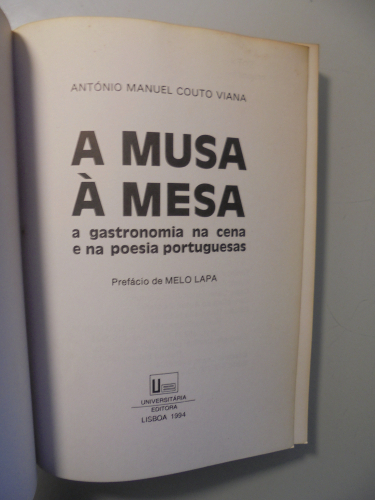 ANTÓNIO MANUEL COUTO VIANA
A MUSA
À MESA
a gastronomia na cena
e na poesia portuguesas
Prefácio de MELO LAPA
U
UNIVERSITÁRIA
EDITORA
LISBOA 1994